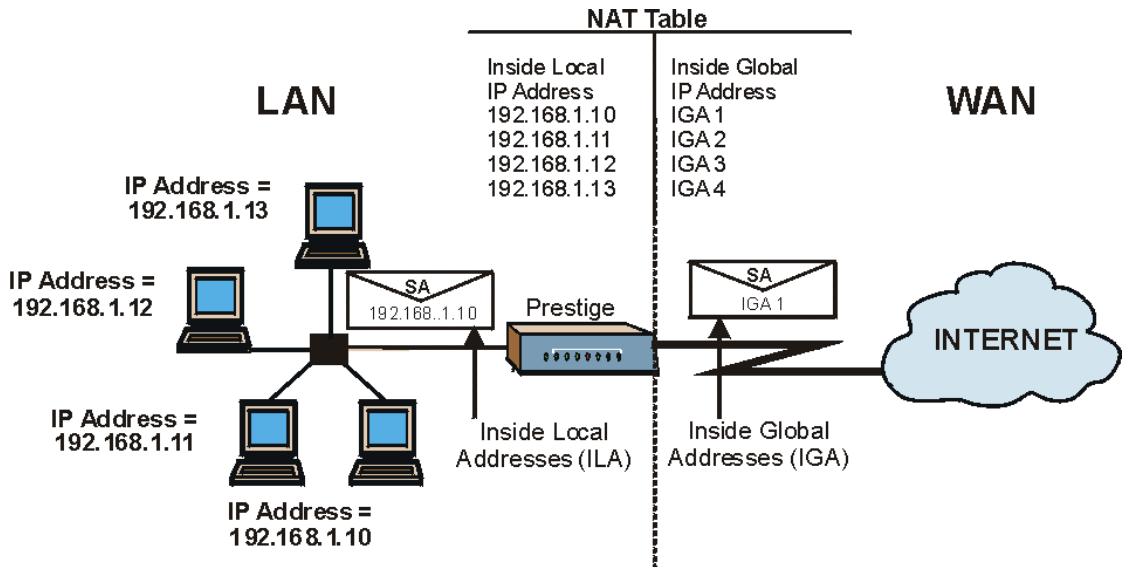 NAT Table
Inside Local
IP Address
192.168.1.10
192.168.1.11
192.168.1.12
192.168.1.13
Inside Global
IP Address
IGA 1
IGA 2
IGA 3
IGA 4
LAN
WAN
IP Address =
192.168.1.13
IP Address =
192.168.1.12
IP Address =
192.168.1.11
IP Address =
192.168.1.10
SA
192.168..1.10
Prestige
SA
IGA 1
INTERNET
Inside Local
Addresses (ILA)
Inside Global
Addresses (IGA)